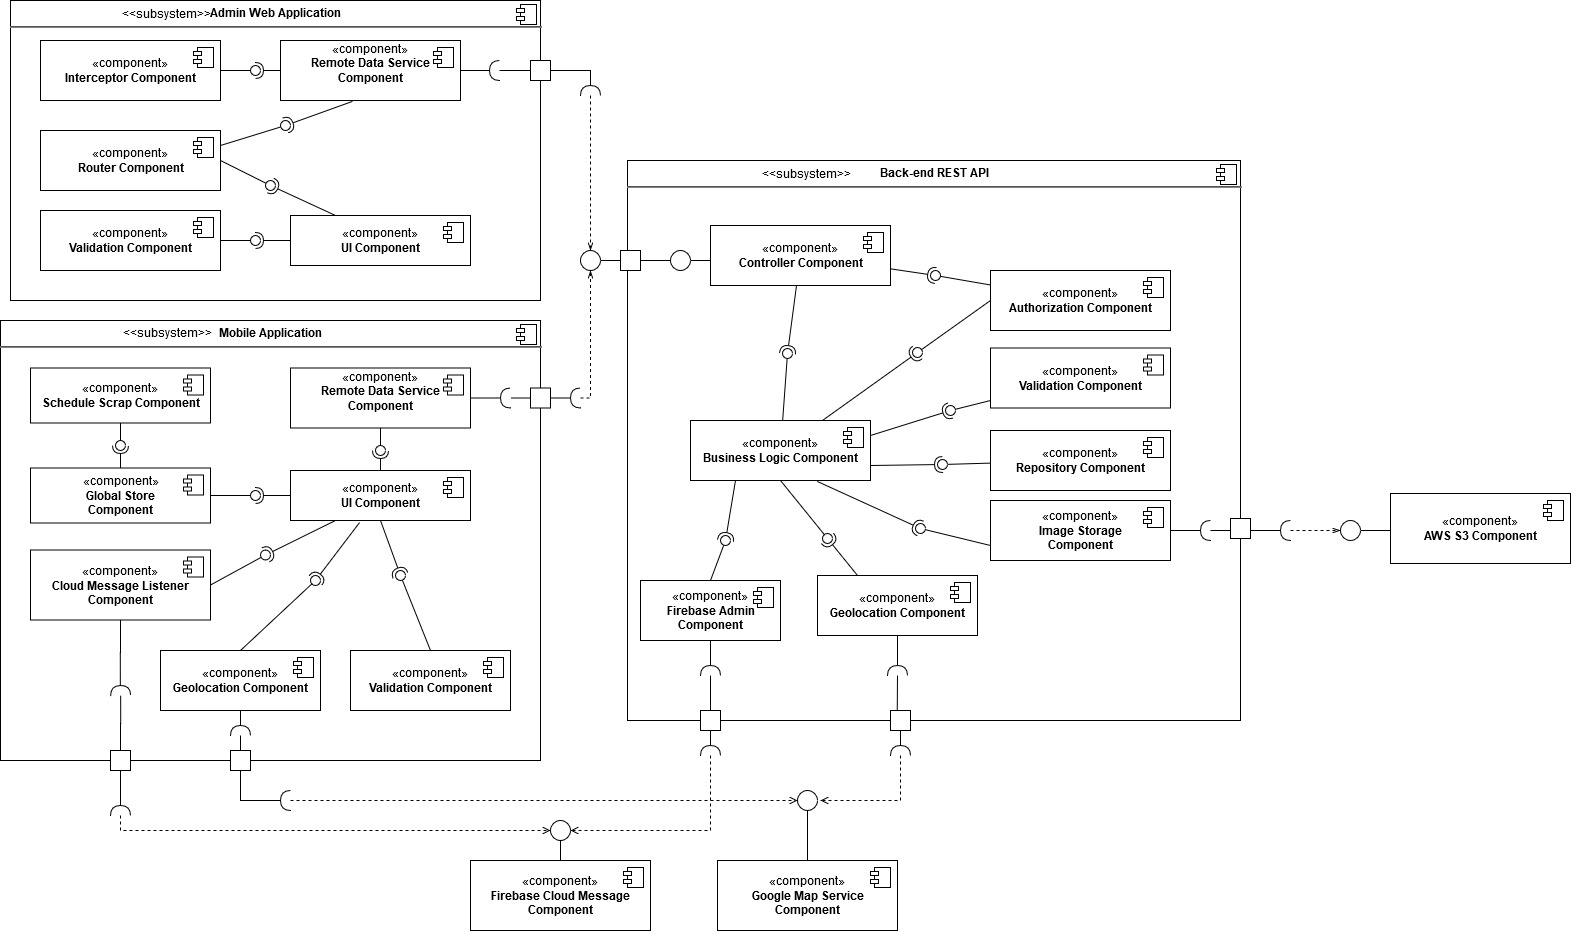 <<subsystem>>Admin Web Application
«component»
Interceptor Component
«component»
Remote Data Service
Component
«component»
Router Component
«component»
Validation Component
«component»
UI Component
<<subsystem>> Mobile Application
«component»
Schedule Scrap Component
«component»
Remote Data Service
Component
«component»
Global Store
Component
«component»
UI Component
«component»
Cloud Message Listener
Component
«component»
Geolocation Component
«component»
Validation Component
<<subsystem>> Back-end REST API
«component»
Controller Component
«component»
Authorization Component
«component»
Validation Component
«component»
Business Logic Component
«component»
Repository Component
«component»
Image Storage
Component
«component»
Firebase Admin
Component
«component»
Geolocation Component
«component»
AWS S3 Component
«component»
Firebase Cloud Message
Component
«component»
Google Map Service
Component